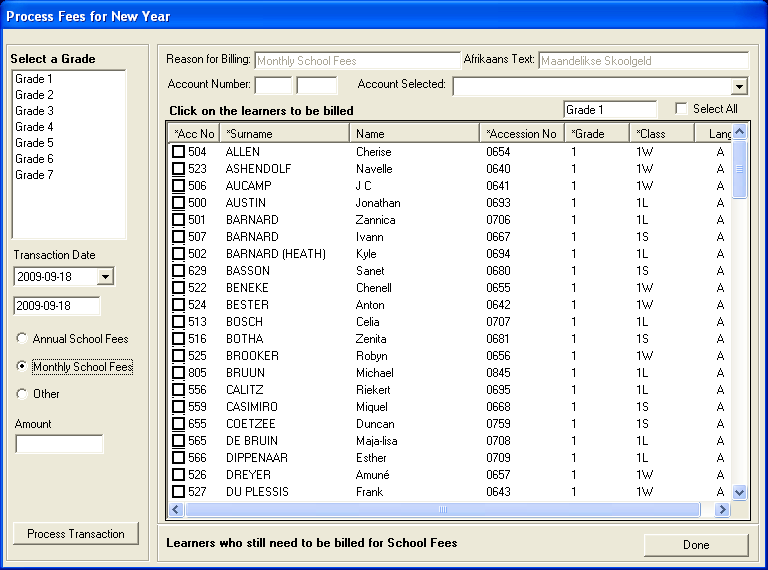 Process Fees for New Year
Select a Grade
Grade 1
Grade 2
Grade 3
Grade 4
Grade 5
Grade 6
Grade 7
Transaction Date
2009-09-18
2009-09-18
Annual School Fees
Monthly School Fees
Other
Amount
Process Transaction
Reason for Billing: Monthly School Fees Afrikaans Text: Maandelikse Skoolgeld
Account Number: Account Selected:
Click on the learners to be billed Grade 1 Select All
*Acc No *Surname Name *Accession No *Grade *Class Lang
504 ALLEN Cherise 0654 1 1W A
523 ASHENDOLF Navelle 0640 1 1W A
506 AUCAMP J C 0641 1 1W A
500 AUSTIN Jonathan 0693 1 1L A
501 BARNARD Zannica 0706 1 1L A
507 BARNARD Ivann 0667 1 1S A
502 BARNARD (HEATH) Kyle 0694 1 1L A
629 BASSON Sanet 0680 1 1S A
522 BENEKE Chenell 0655 1 1W A
524 BESTER Anton 0642 1 1W A
513 BOSCH Celia 0707 1 1L A
516 BOTHA Zenita 0681 1 1S A
525 BROOKER Robyn 0656 1 1W A
805 BRUUN Michael 0845 1 1L A
556 CALITZ Riekert 0695 1 1L A
559 CASIMIRO Miquel 0668 1 1S A
655 COETZEE Duncan 0759 1 1S A
565 DE BRUIN Maja-lisa 0708 1 1L A
566 DIPPENAAR Esther 0709 1 1L A
526 DREYER Amuné 0657 1 1W A
527 DU PLESSIS Frank 0643 1 1W A
Learners who still need to be billed for School Fees
Done